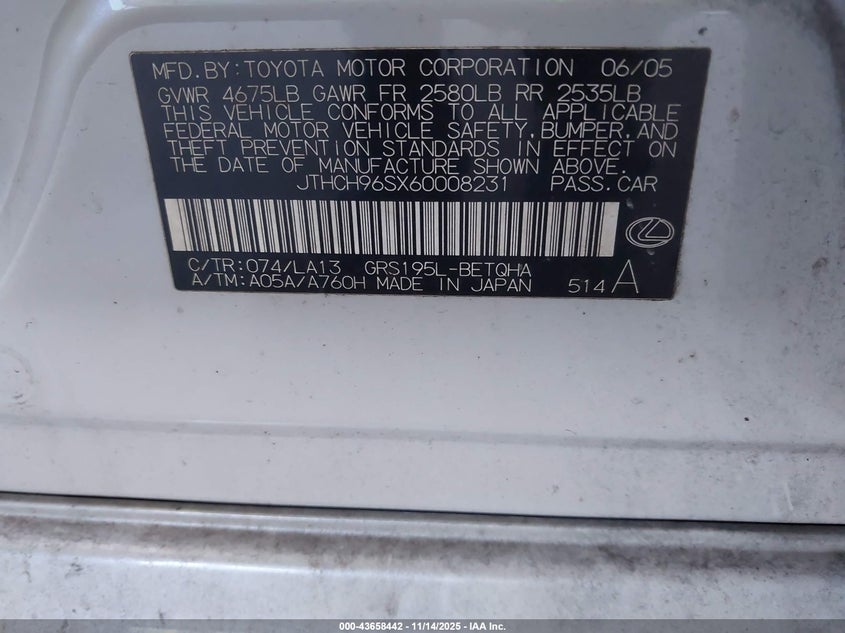 MFD. BY: TOYOTA MOTOR CORPORATION 06/05
GVWR 4675LB GAWR FR 2580LB RR 2535LB
THIS VEHICLE CONFORMS TO ALL APPLICABLE
FEDERAL MOTOR VEHICLE SAFETY, BUMPER, AND
THEFT PREVENTION STANDARDS IN EFFECT ON
THE DATE OF MANUFACTURE SHOWN ABOVE.
JTHCH96SX60008231 PASS. CAR
C/TR: 074/LA13 GRS195L-BETQHA
A/TM: A05A/A760H MADE IN JAPAN 514 A
000-43658442 | 11/14/2025 - IAA Inc.